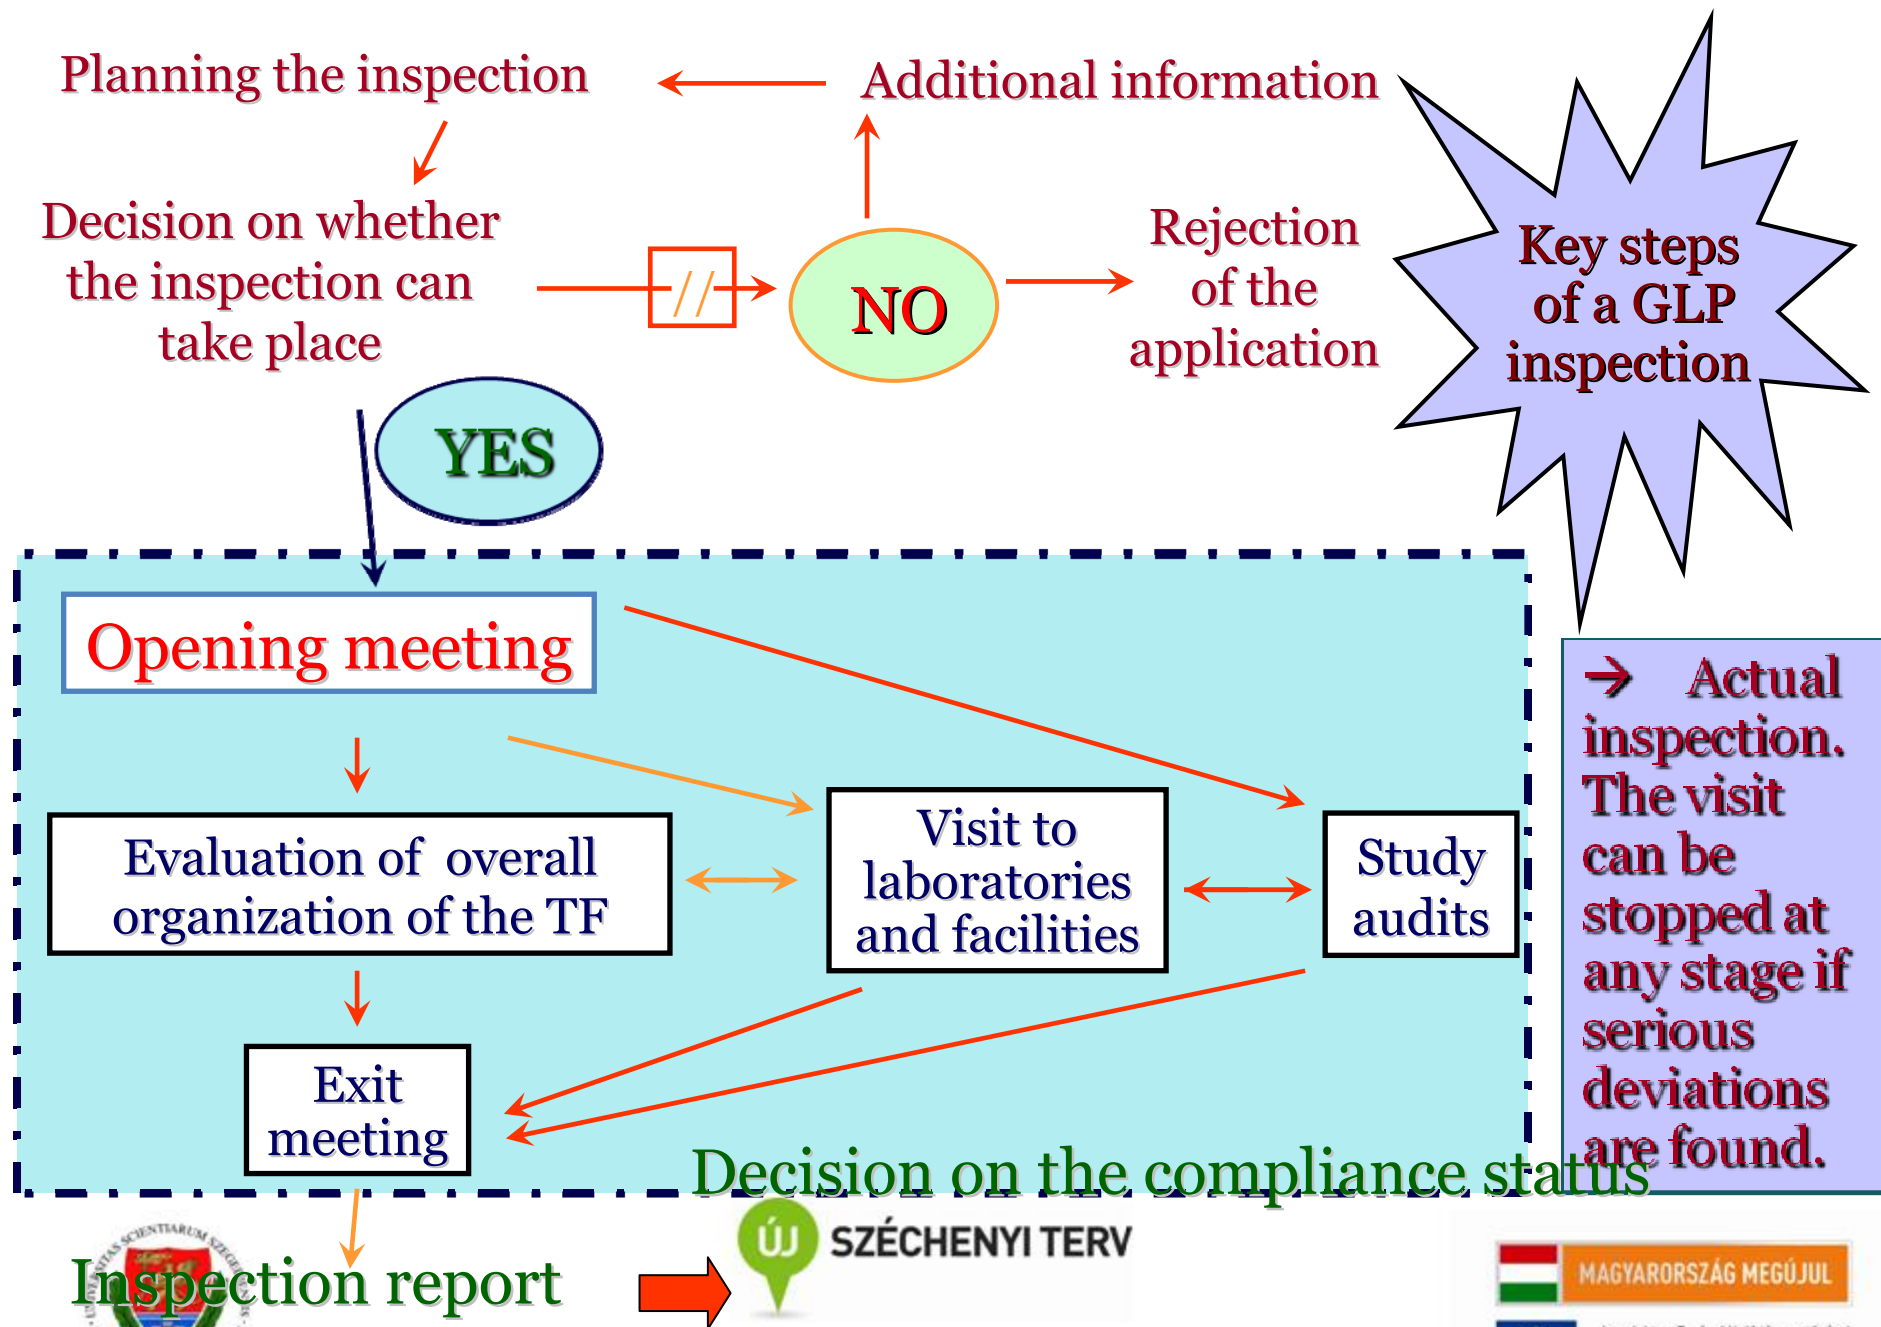 Planning the inspection
Additional information
Decision on whether
the inspection can
take place
//
NO
Rejection
of the
application
Key steps
of a GLP
inspection
YES
Opening meeting
Evaluation of overall
organization of the TF
Visit to
laboratories
and facilities
Study
audits
Exit
meeting
→ Actual
inspection.
The visit
can be
stopped at
any stage if
serious
deviations
are found.
Decision on the compliance status
Inspection report
UNIVERSITAS SCIENTIARUM SZEGEDIENSIS
ÚJ SZÉCHENYI TERV
MAGYARORSZÁG MEGÚJUL